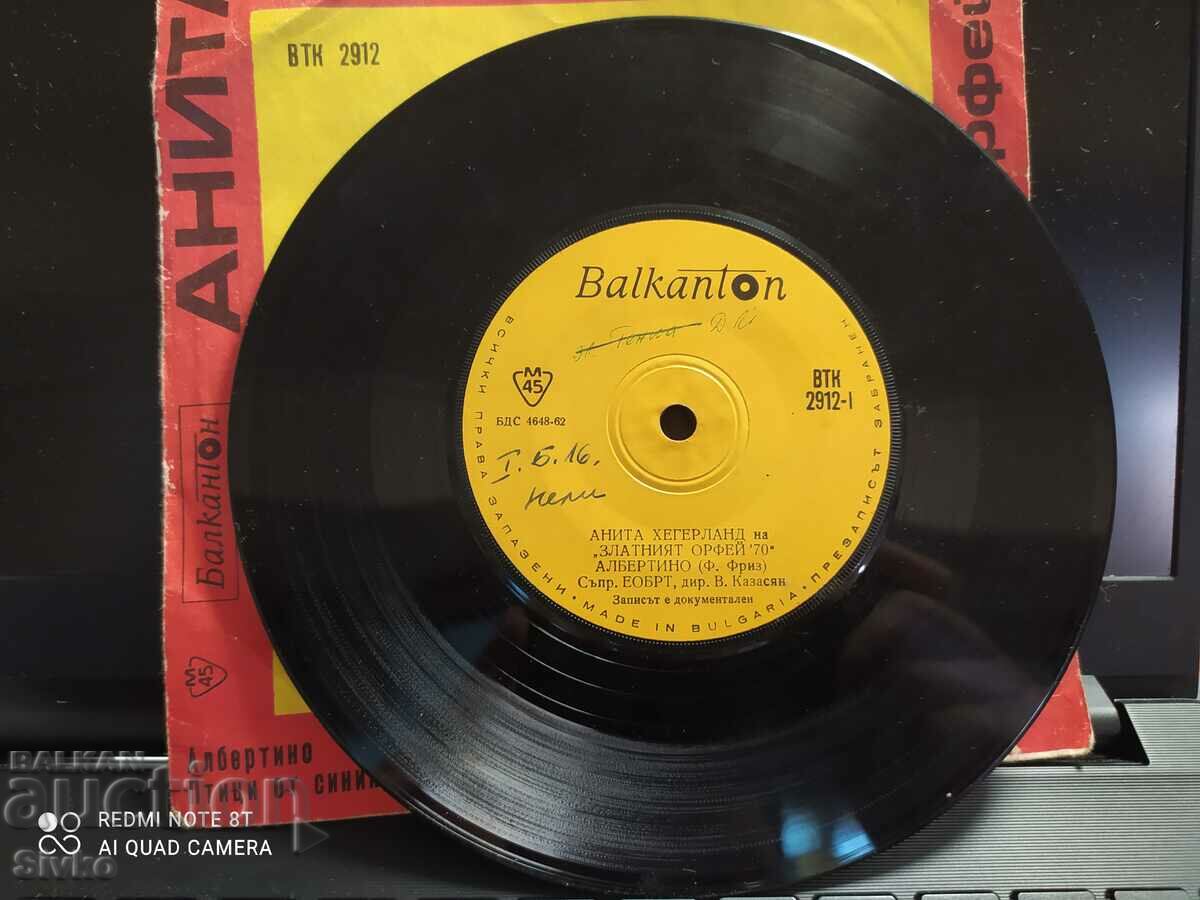 АНИТА
ВТК 2912
Балкантон
М
45
Албертино
Птици от сини
рфей
Balkanton
Д
М
45
БДС 4648-62
ВТК
2912-I
I.Б.16.
Нели
АНИТА ХЕГЕРЛАНД на
„ЗЛАТНИЯТ ОРФЕЙ '70"
АЛБЕРТИНО (Ф. Фриз)
Съпр. ЕОБРТ, дир. В. Казасян
Записът е документален
ВСИЧКИ ПРАВА ЗАПАЗЕНИ • MADE IN BULGARIA • ПРЕЗАПИСЪТ ЗАБРАНЕН
BALKAN
auction
REDMI NOTE 8T
AI QUAD CAMERA
Sivko